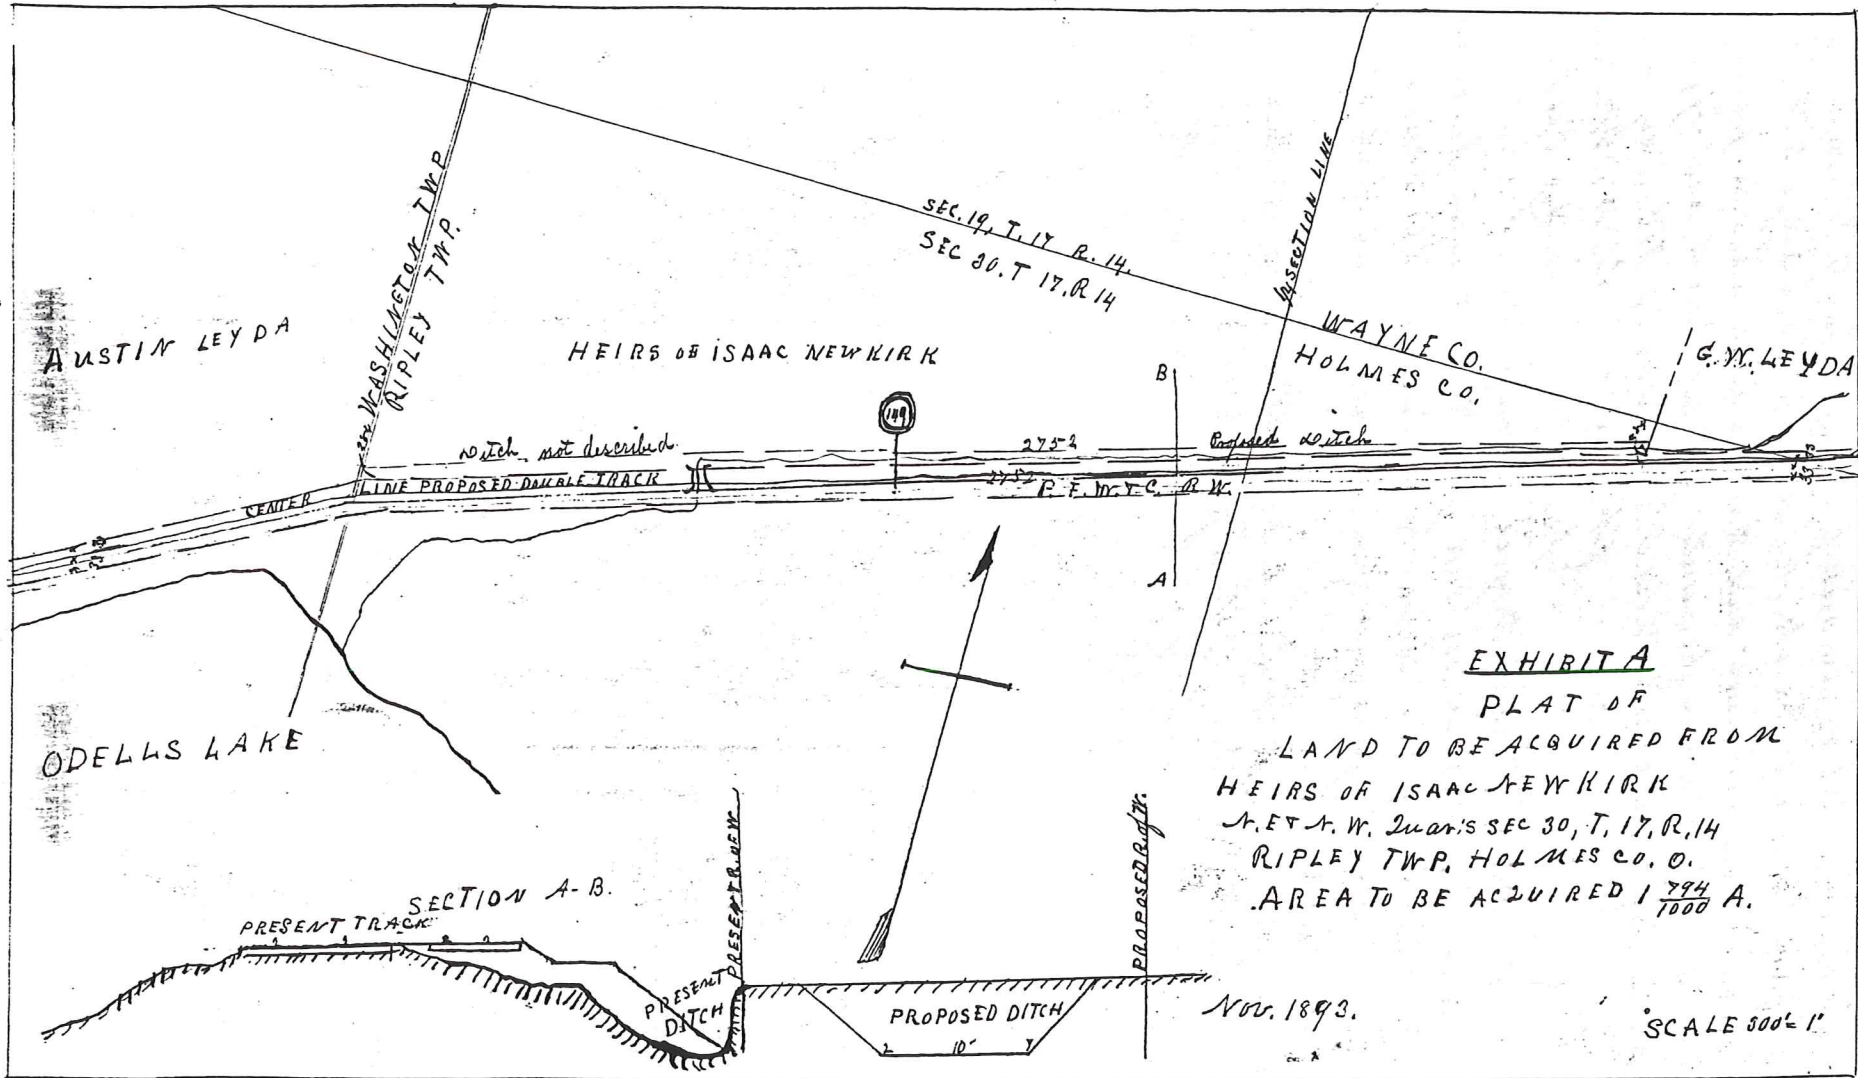 WASHINGTON TWP
RIPLEY TWP.
SEC. 19, T. 17 R. 14.
SEC 30. T 17. R 14
1/4 SECTION LINE
AUSTIN LEYDA
HEIRS OF ISAAC NEWKIRK
WAYNE CO.
HOLMES CO.
G. W. LEYDA
149
B
Ditch not described
2752
Proposed Ditch
CENTER
LINE PROPOSED DOUBLE TRACK
2752
P. F. W. & C. R W.
A
ODELLS LAKE
EXHIBIT A
PLAT OF
LAND TO BE ACQUIRED FROM
HEIRS OF ISAAC NEWKIRK
N. E & N. W. Quar's SEC 30, T, 17, R, 14
RIPLEY TWP. HOLMES CO. O.
AREA TO BE ACQUIRED 1 794/1000 A.
SECTION A-B.
PRESENT TRACK
PRESENT DITCH
PRESENT R. OF W
PROPOSED R. of W.
PROPOSED DITCH
10'
Nov. 1893.
SCALE 300' = 1"